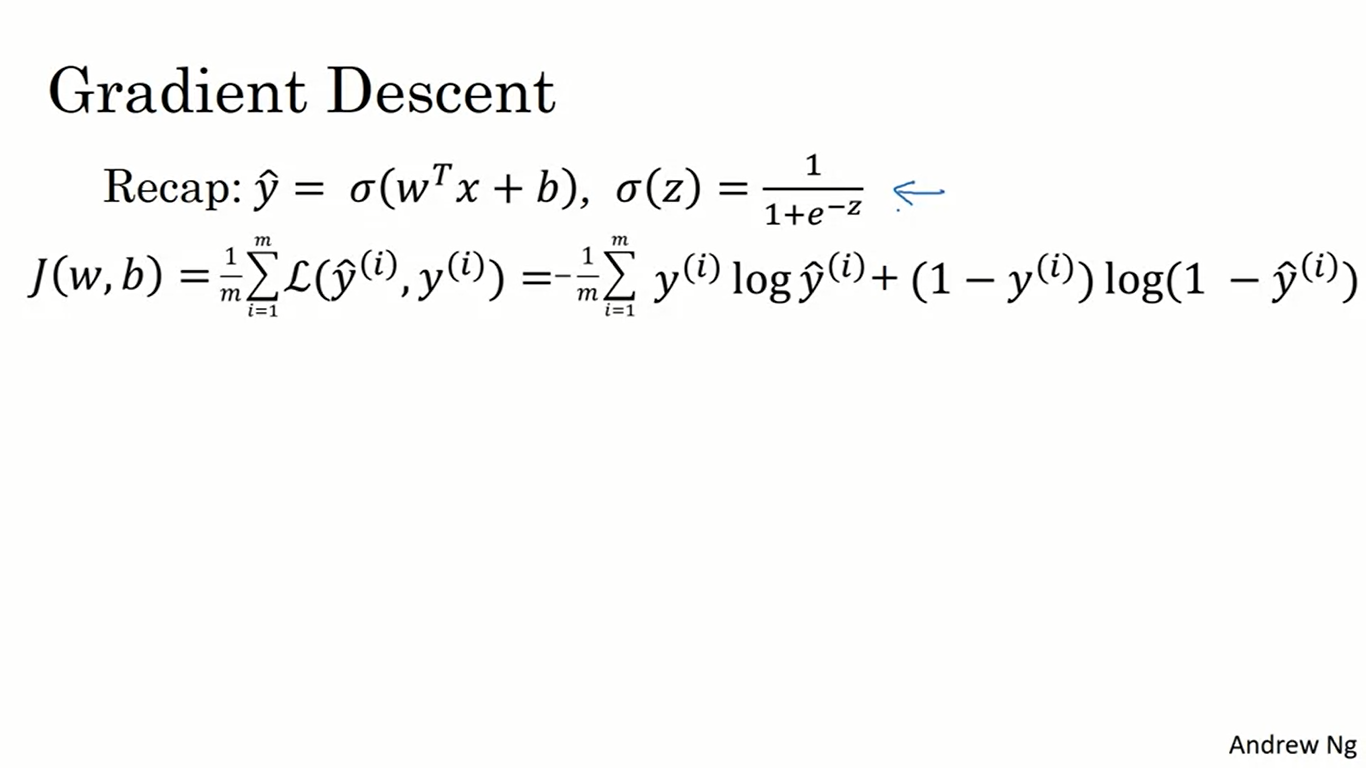 Gradient Descent
Recap: ŷ = σ(wᵀx + b), σ(z) = 1/(1+e⁻ᶻ) ←
J(w, b) = 1/m ∑ᵢ₌₁ᵐ ℒ(ŷ⁽ⁱ⁾, y⁽ⁱ⁾) = −1/m ∑ᵢ₌₁ᵐ y⁽ⁱ⁾ log ŷ⁽ⁱ⁾ + (1 − y⁽ⁱ⁾) log(1 − ŷ⁽ⁱ⁾)
Andrew Ng